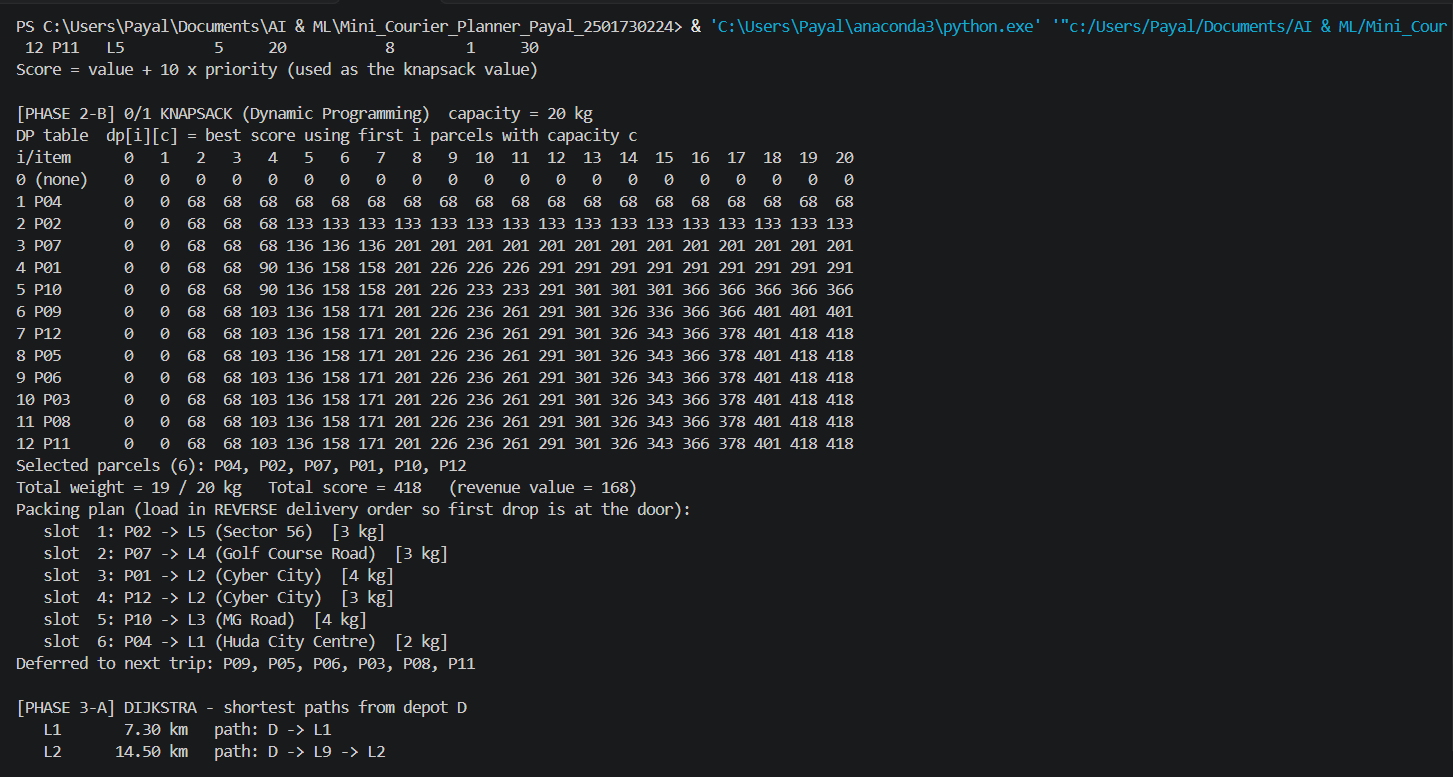 PS C:\Users\Payal\Documents\AI & ML\Mini_Courier_Planner_Payal_2501730224> & 'C:\Users\Payal\anaconda3\python.exe' '"c:/Users/Payal/Documents/AI & ML/Mini_Cour
12 P11 L5 5 20 8 1 30
Score = value + 10 x priority (used as the knapsack value)
[PHASE 2-B] 0/1 KNAPSACK (Dynamic Programming) capacity = 20 kg
DP table dp[i][c] = best score using first i parcels with capacity c
i/item 0 1 2 3 4 5 6 7 8 9 10 11 12 13 14 15 16 17 18 19 20
0 (none) 0 0 0 0 0 0 0 0 0 0 0 0 0 0 0 0 0 0 0 0 0
1 P04 0 0 68 68 68 68 68 68 68 68 68 68 68 68 68 68 68 68 68 68 68
2 P02 0 0 68 68 68 133 133 133 133 133 133 133 133 133 133 133 133 133 133 133 133
3 P07 0 0 68 68 68 136 136 136 201 201 201 201 201 201 201 201 201 201 201 201 201
4 P01 0 0 68 68 90 136 158 158 201 226 226 226 291 291 291 291 291 291 291 291 291
5 P10 0 0 68 68 90 136 158 158 201 226 233 233 291 301 301 301 366 366 366 366 366
6 P09 0 0 68 68 103 136 158 171 201 226 236 261 291 301 326 336 366 366 401 401 401
7 P12 0 0 68 68 103 136 158 171 201 226 236 261 291 301 326 343 366 378 401 418 418
8 P05 0 0 68 68 103 136 158 171 201 226 236 261 291 301 326 343 366 378 401 418 418
9 P06 0 0 68 68 103 136 158 171 201 226 236 261 291 301 326 343 366 378 401 418 418
10 P03 0 0 68 68 103 136 158 171 201 226 236 261 291 301 326 343 366 378 401 418 418
11 P08 0 0 68 68 103 136 158 171 201 226 236 261 291 301 326 343 366 378 401 418 418
12 P11 0 0 68 68 103 136 158 171 201 226 236 261 291 301 326 343 366 378 401 418 418
Selected parcels (6): P04, P02, P07, P01, P10, P12
Total weight = 19 / 20 kg Total score = 418 (revenue value = 168)
Packing plan (load in REVERSE delivery order so first drop is at the door):
slot 1: P02 -> L5 (Sector 56) [3 kg]
slot 2: P07 -> L4 (Golf Course Road) [3 kg]
slot 3: P01 -> L2 (Cyber City) [4 kg]
slot 4: P12 -> L2 (Cyber City) [3 kg]
slot 5: P10 -> L3 (MG Road) [4 kg]
slot 6: P04 -> L1 (Huda City Centre) [2 kg]
Deferred to next trip: P09, P05, P06, P03, P08, P11
[PHASE 3-A] DIJKSTRA - shortest paths from depot D
L1 7.30 km path: D -> L1
L2 14.50 km path: D -> L9 -> L2